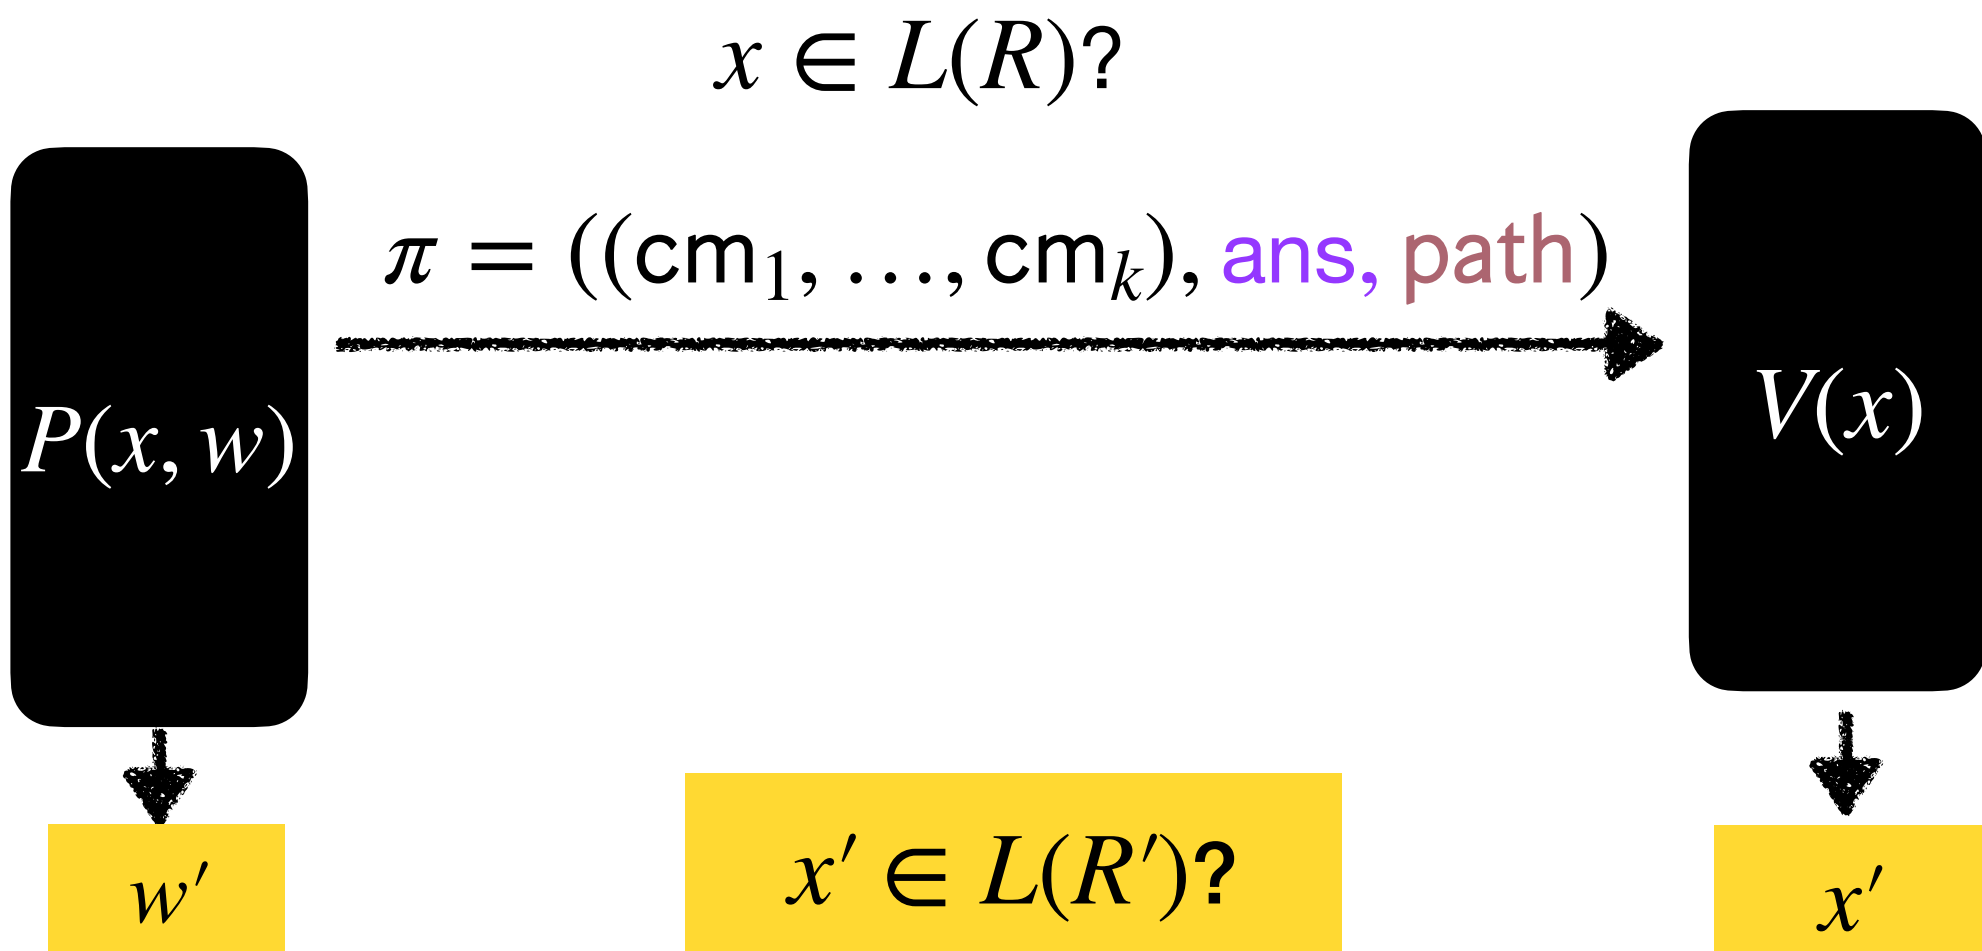 x ∈ L(R)?
π = ((cm₁, …, cmₖ), ans, path)
P(x, w)
V(x)
w′
x′ ∈ L(R′)?
x′